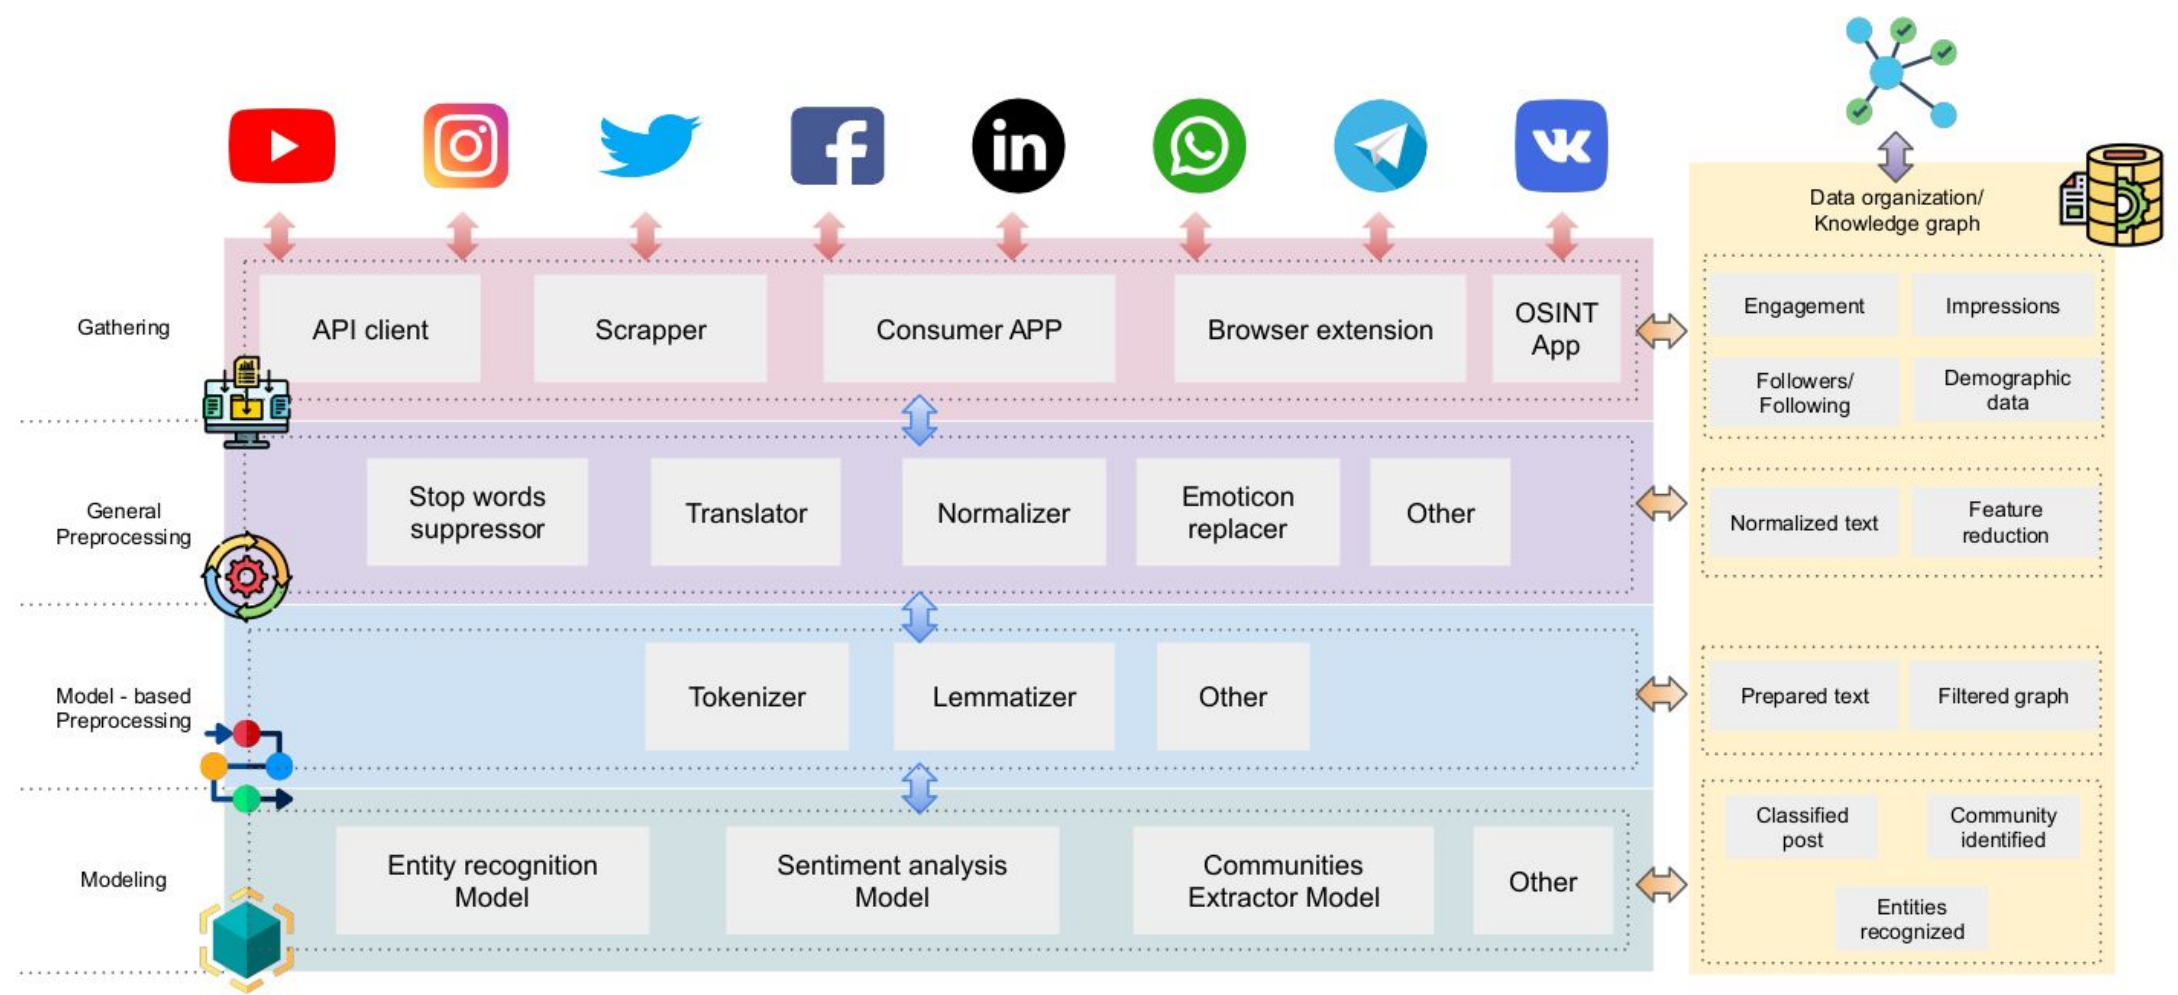 in
VK
Data organization/
Knowledge graph
Gathering
API client
Scrapper
Consumer APP
Browser extension
OSINT
App
Engagement
Impressions
Followers/
Following
Demographic
data
General
Preprocessing
Stop words
suppressor
Translator
Normalizer
Emoticon
replacer
Other
Normalized text
Feature
reduction
Model - based
Preprocessing
Tokenizer
Lemmatizer
Other
Prepared text
Filtered graph
Modeling
Entity recognition
Model
Sentiment analysis
Model
Communities
Extractor Model
Other
Classified
post
Community
identified
Entities
recognized